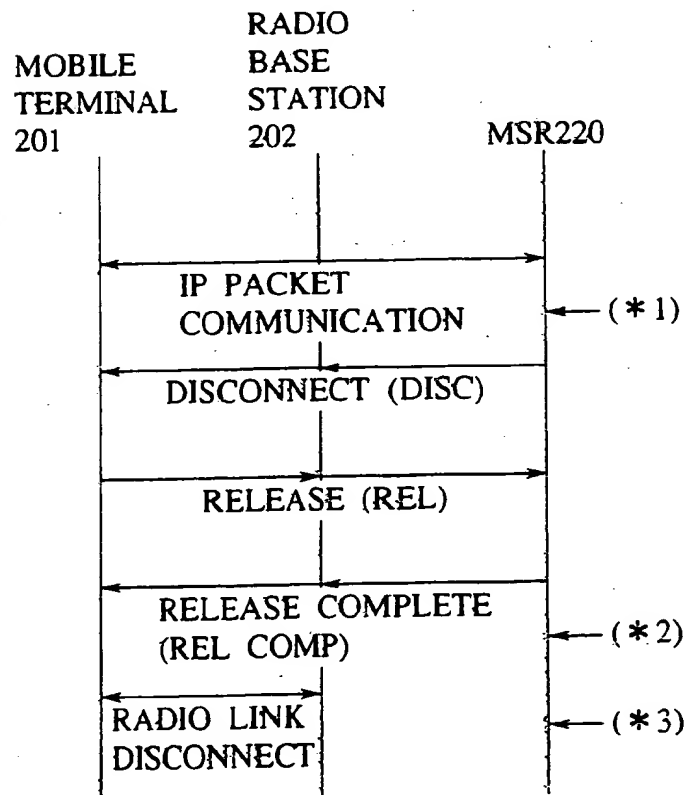 MOBILE
TERMINAL
201
RADIO
BASE
STATION
202
MSR220
IP PACKET
COMMUNICATION
(*1)
DISCONNECT (DISC)
RELEASE (REL)
RELEASE COMPLETE
(REL COMP)
(*2)
RADIO LINK
DISCONNECT
(*3)